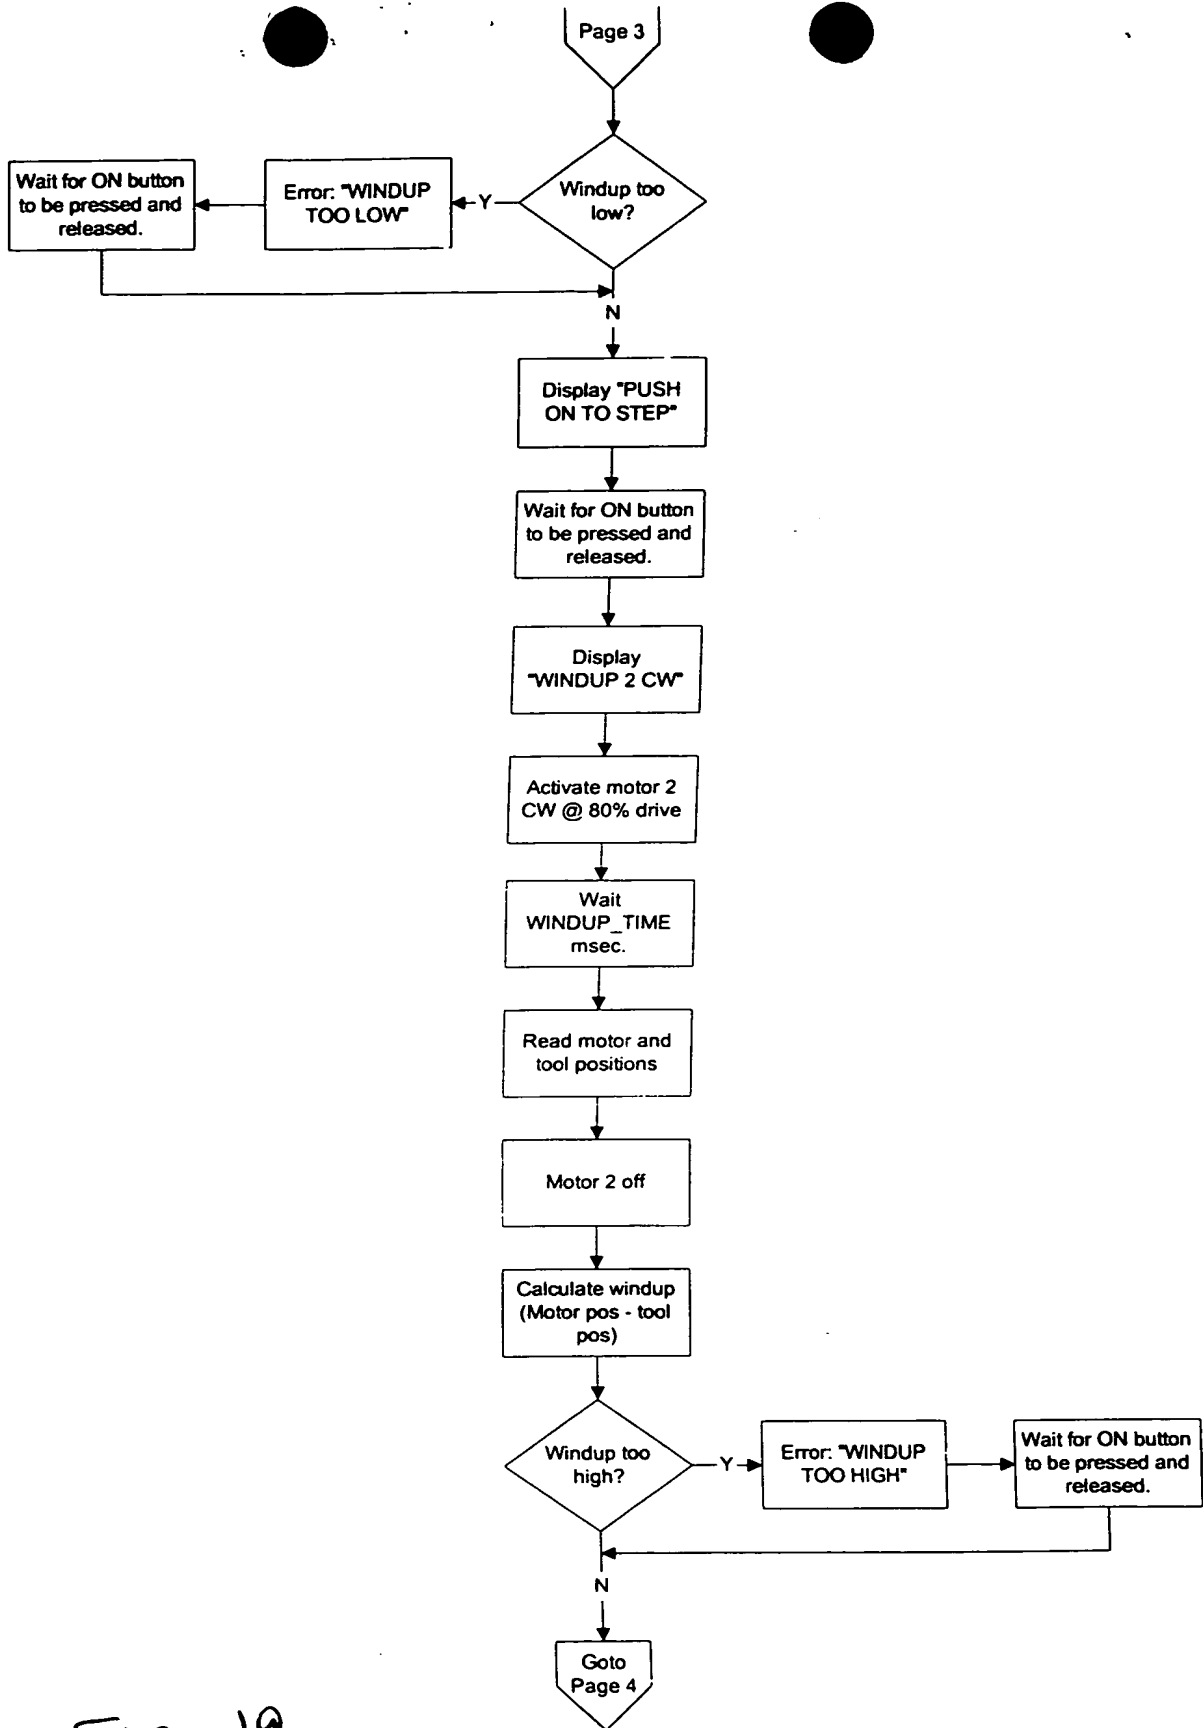 Page 3
Windup too
low?
Y
Error: "WINDUP
TOO LOW"
Wait for ON button
to be pressed and
released.
N
Display "PUSH
ON TO STEP"
Wait for ON button
to be pressed and
released.
Display
"WINDUP 2 CW"
Activate motor 2
CW @ 80% drive
Wait
WINDUP_TIME
msec.
Read motor and
tool positions
Motor 2 off
Calculate windup
(Motor pos - tool
pos)
Windup too
high?
Y
Error: "WINDUP
TOO HIGH"
Wait for ON button
to be pressed and
released.
N
Goto
Page 4